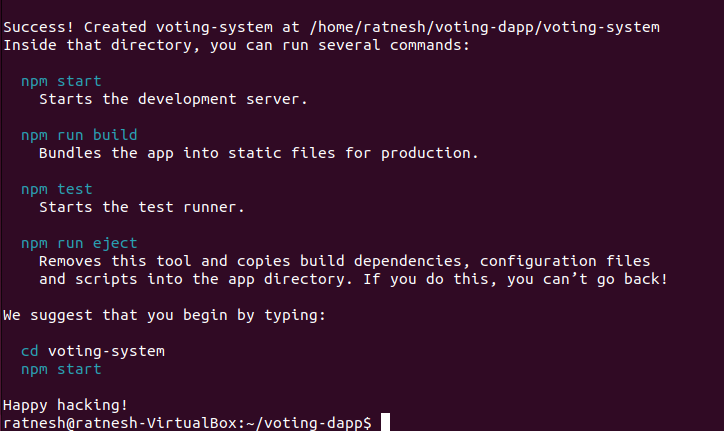 Success! Created voting-system at /home/ratnesh/voting-dapp/voting-system
Inside that directory, you can run several commands:
npm start
Starts the development server.
npm run build
Bundles the app into static files for production.
npm test
Starts the test runner.
npm run eject
Removes this tool and copies build dependencies, configuration files
and scripts into the app directory. If you do this, you can’t go back!
We suggest that you begin by typing:
cd voting-system
npm start
Happy hacking!
ratnesh@ratnesh-VirtualBox:~/voting-dapp$